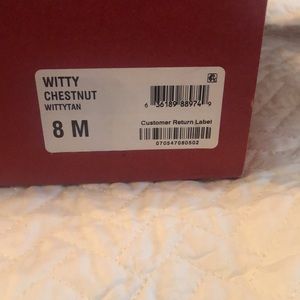 WITTY
CHESTNUT
WITTYTAN
8 M
6 36189 88974 9
Customer Return Label
070547080502